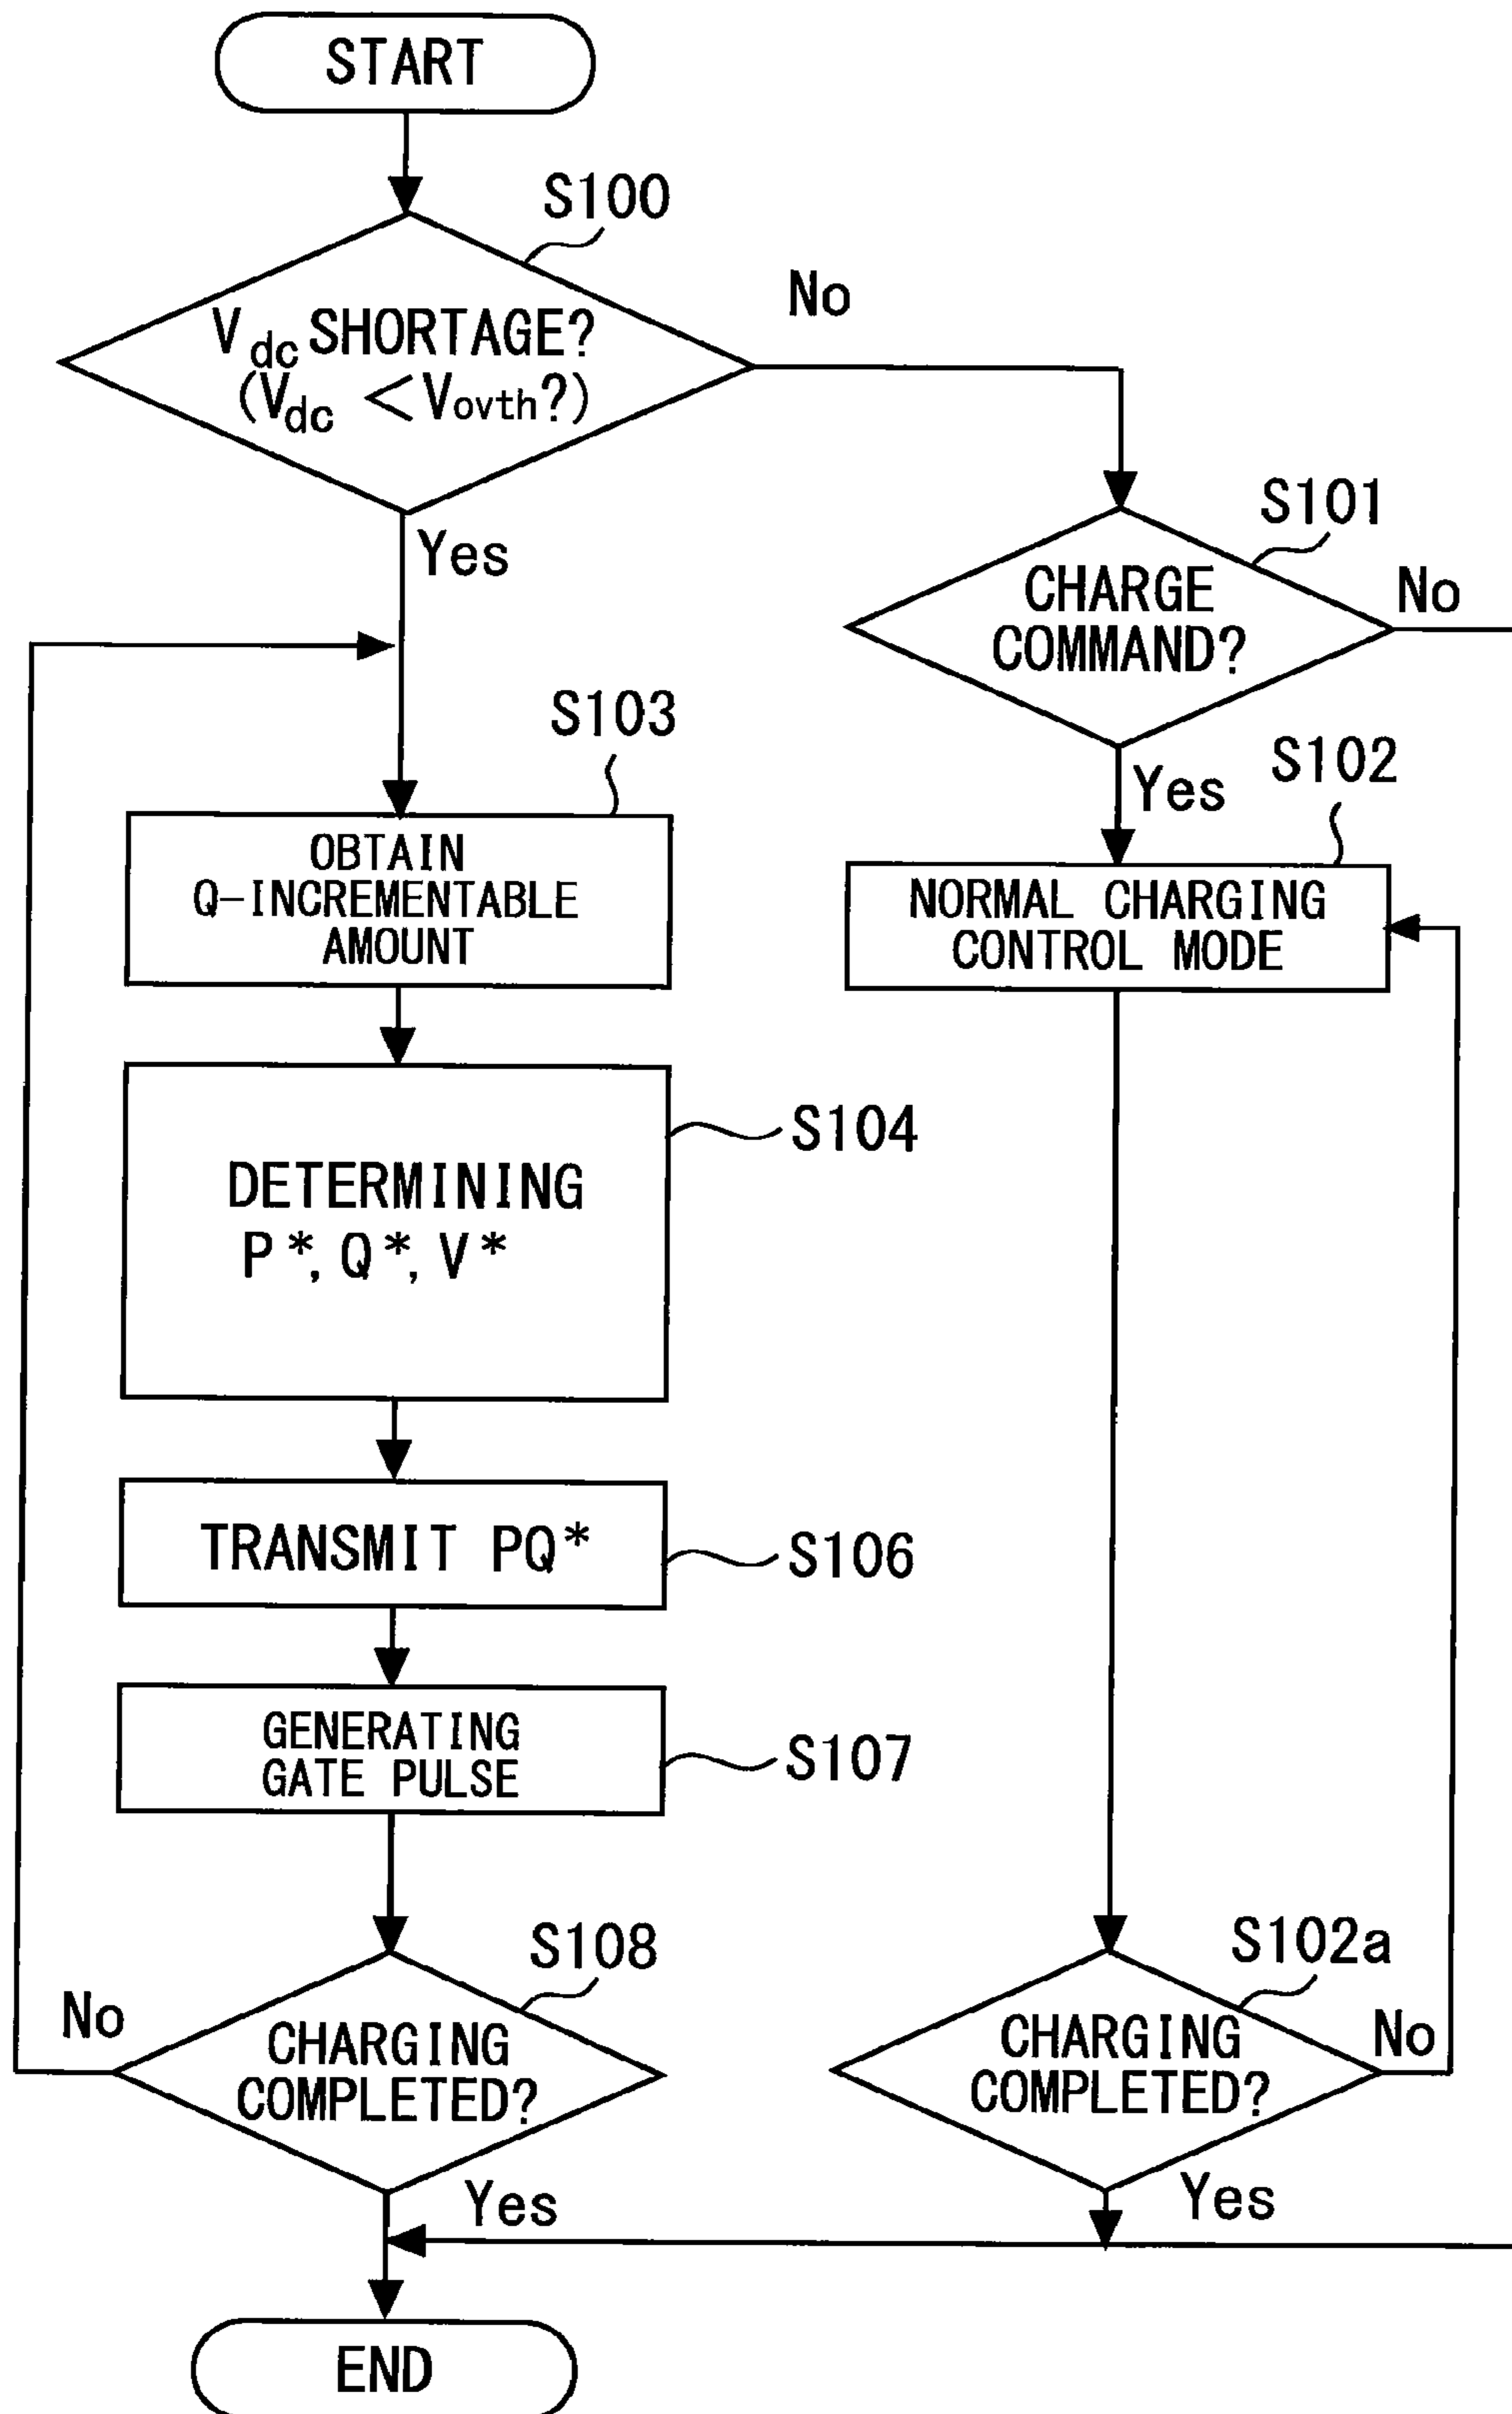 START
S100
No
Vdc SHORTAGE?
(Vdc <Vovth?)
Yes
S101
CHARGE
COMMAND?
No
Yes
S103
S102
OBTAIN
Q-INCREMENTABLE
AMOUNT
NORMAL CHARGING
CONTROL MODE
S104
DETERMINING
P*, Q*, V*
TRANSMIT PQ*
S106
GENERATING
GATE PULSE
S107
S108
No
CHARGING
COMPLETED?
Yes
S102a
CHARGING
COMPLETED?
No
Yes
END